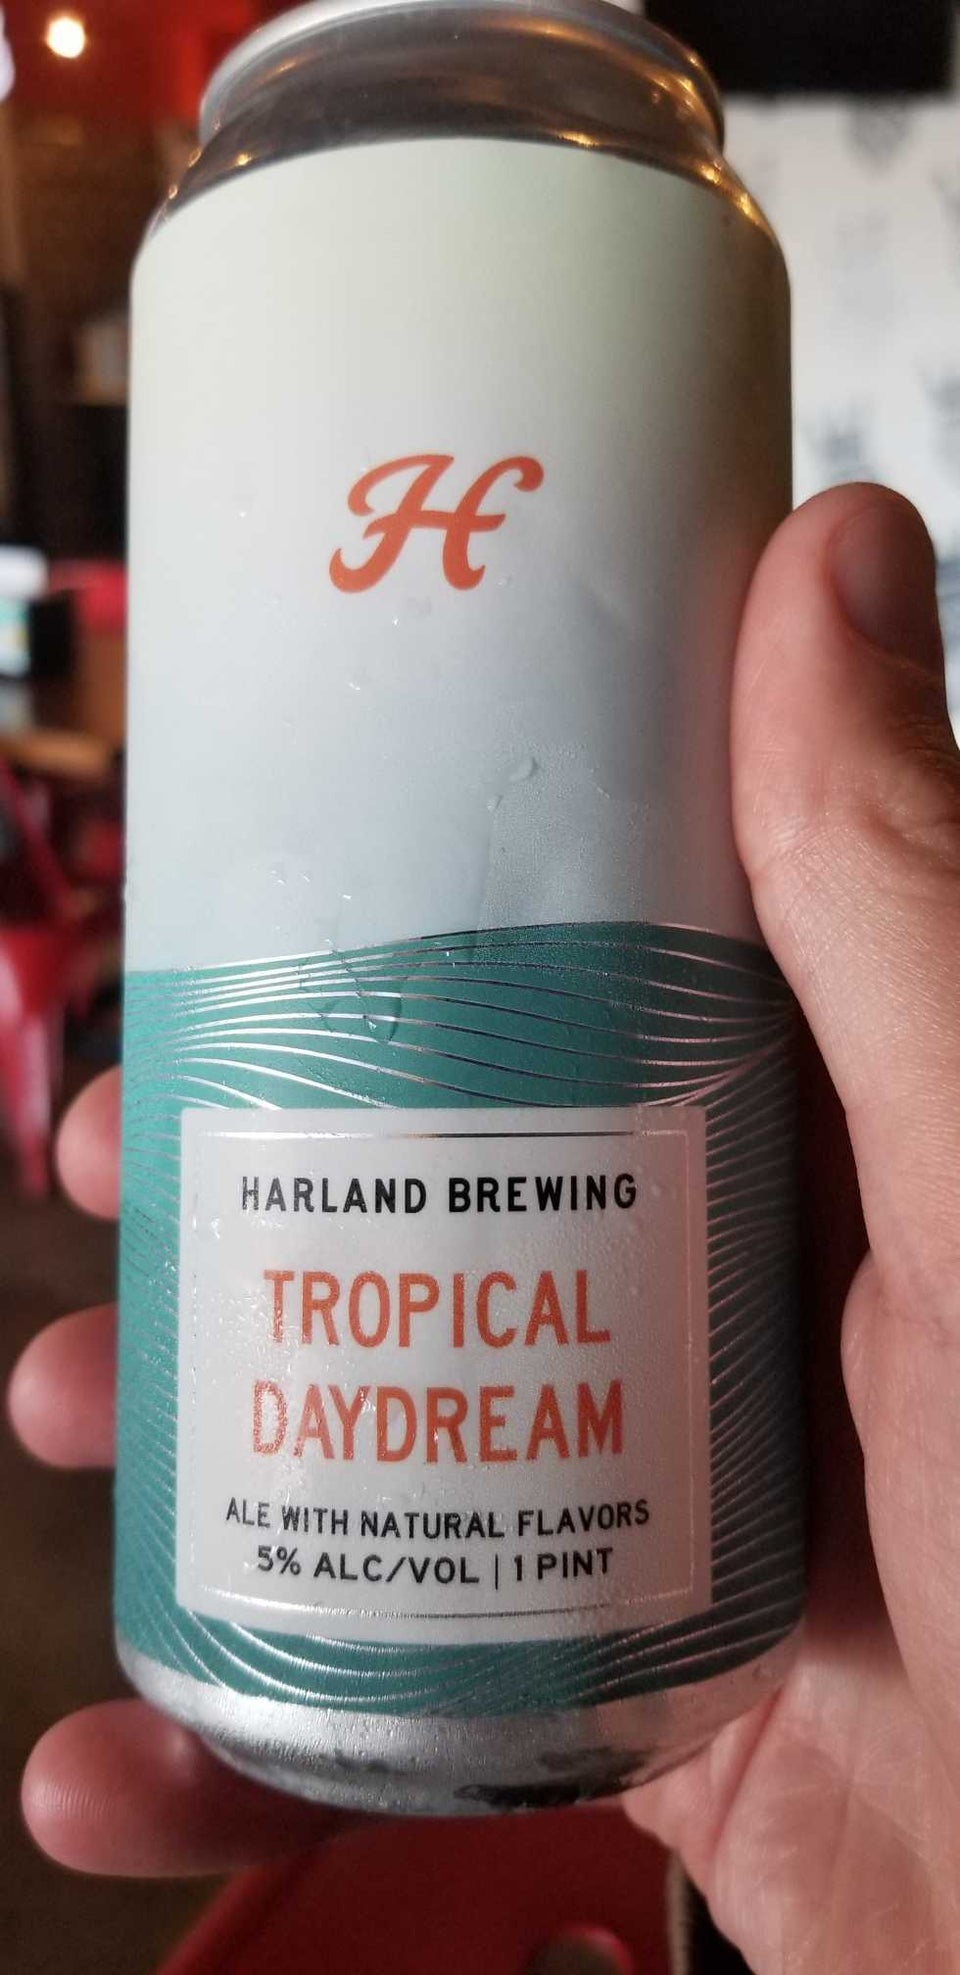 H
HARLAND BREWING
TROPICAL
DAYDREAM
ALE WITH NATURAL FLAVORS
5% ALC/VOL | 1 PINT